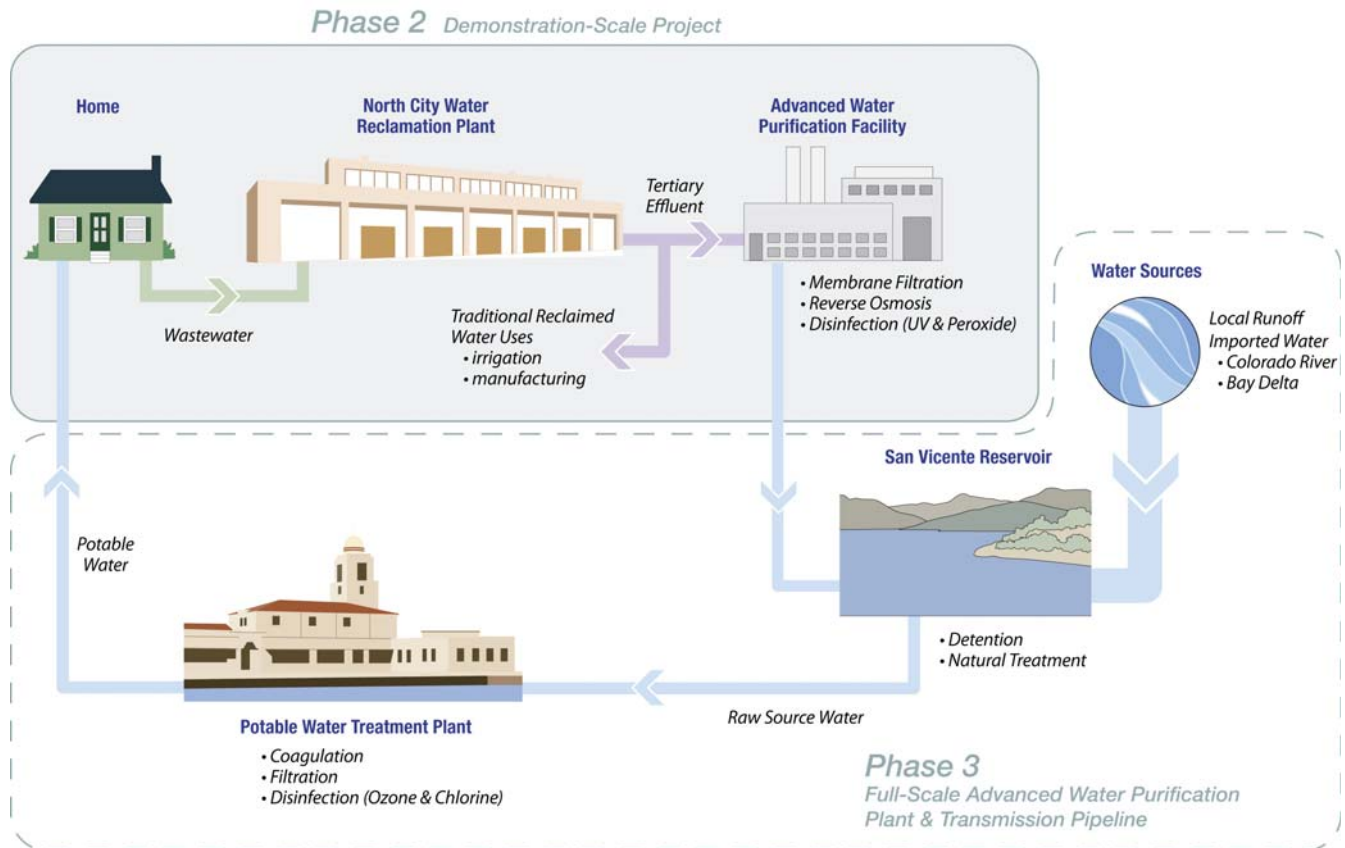 Phase 2 Demonstration-Scale Project
Home
North City Water
Reclamation Plant
Advanced Water
Purification Facility
Tertiary
Effluent
Wastewater
Traditional Reclaimed
Water Uses
• irrigation
• manufacturing
• Membrane Filtration
• Reverse Osmosis
• Disinfection (UV & Peroxide)
Water Sources
Local Runoff
Imported Water
• Colorado River
• Bay Delta
San Vicente Reservoir
• Detention
• Natural Treatment
Raw Source Water
Potable
Water
Potable Water Treatment Plant
• Coagulation
• Filtration
• Disinfection (Ozone & Chlorine)
Phase 3
Full-Scale Advanced Water Purification
Plant & Transmission Pipeline